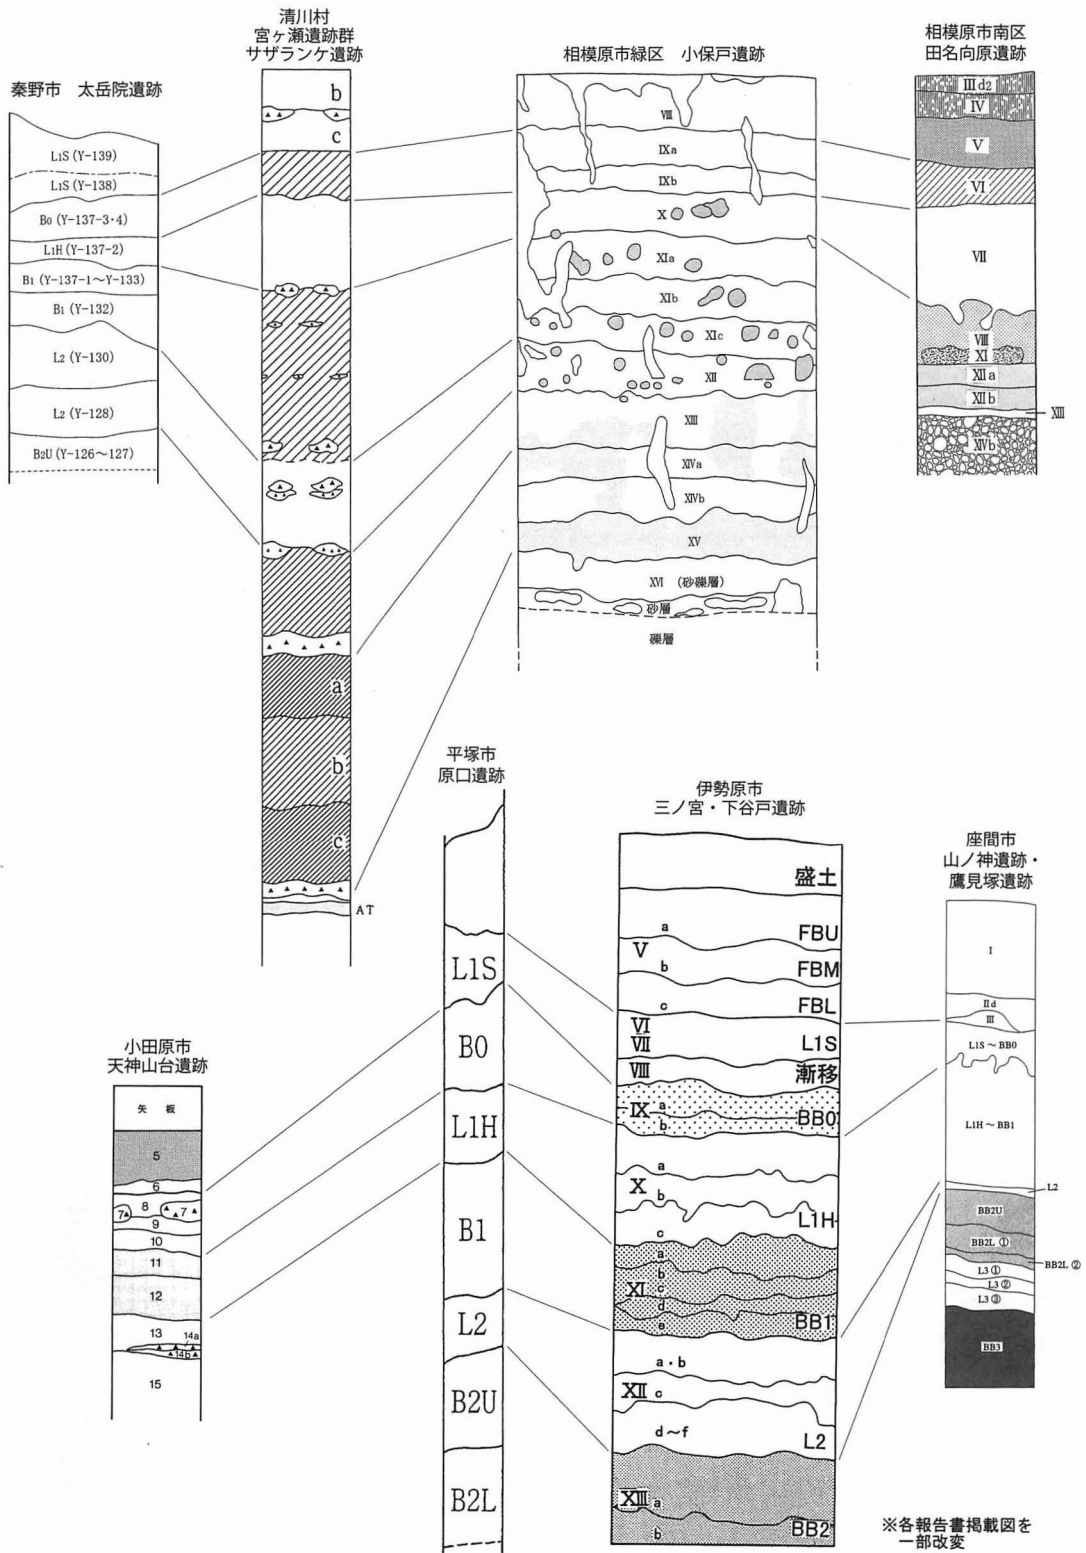 秦野市 太岳院遺跡
L1S (Y-139)
L1S (Y-138)
B0 (Y-137-3・4)
L1H (Y-137-2)
B1 (Y-137-1～Y-133)
B1 (Y-132)
L2 (Y-130)
L2 (Y-128)
B2U (Y-126～127)
清川村
宮ヶ瀬遺跡群
サザランケ遺跡
b
c
a
b
c
AT
相模原市緑区 小保戸遺跡
Ⅷ
Ⅸa
Ⅸb
Ⅹ
Ⅺa
Ⅺb
Ⅺc
Ⅻ
XIII
XIVa
XIVb
XV
XVI (砂礫層)
砂層
礫層
相模原市南区
田名向原遺跡
Ⅲd2
Ⅳ
Ⅴ
Ⅵ
Ⅶ
Ⅷ
Ⅺ
Ⅻa
Ⅻb
XIII
XIVb
小田原市
天神山台遺跡
矢板
5
6
8
7
7
9
10
11
12
13
14a
14b
15
平塚市
原口遺跡
L1S
B0
L1H
B1
L2
B2U
B2L
伊勢原市
三ノ宮・下谷戸遺跡
盛土
a
FBU
Ⅴ
b
FBM
c
FBL
Ⅵ
Ⅶ
L1S
Ⅷ
漸移
Ⅸ
a
b
BB0
a
Ⅹ
b
L1H
c
a
b
Ⅺ
c
d
e
BB1
a・b
Ⅻ
c
d～f
L2
XIII
a
b
BB2
座間市
山ノ神遺跡・
鷹見塚遺跡
Ⅰ
Ⅱd
Ⅲ
L1S～BB0
L1H～BB1
L2
BB2U
BB2L ①
BB2L ②
L3 ①
L3 ②
L3 ③
BB3
※各報告書掲載図を
一部改変